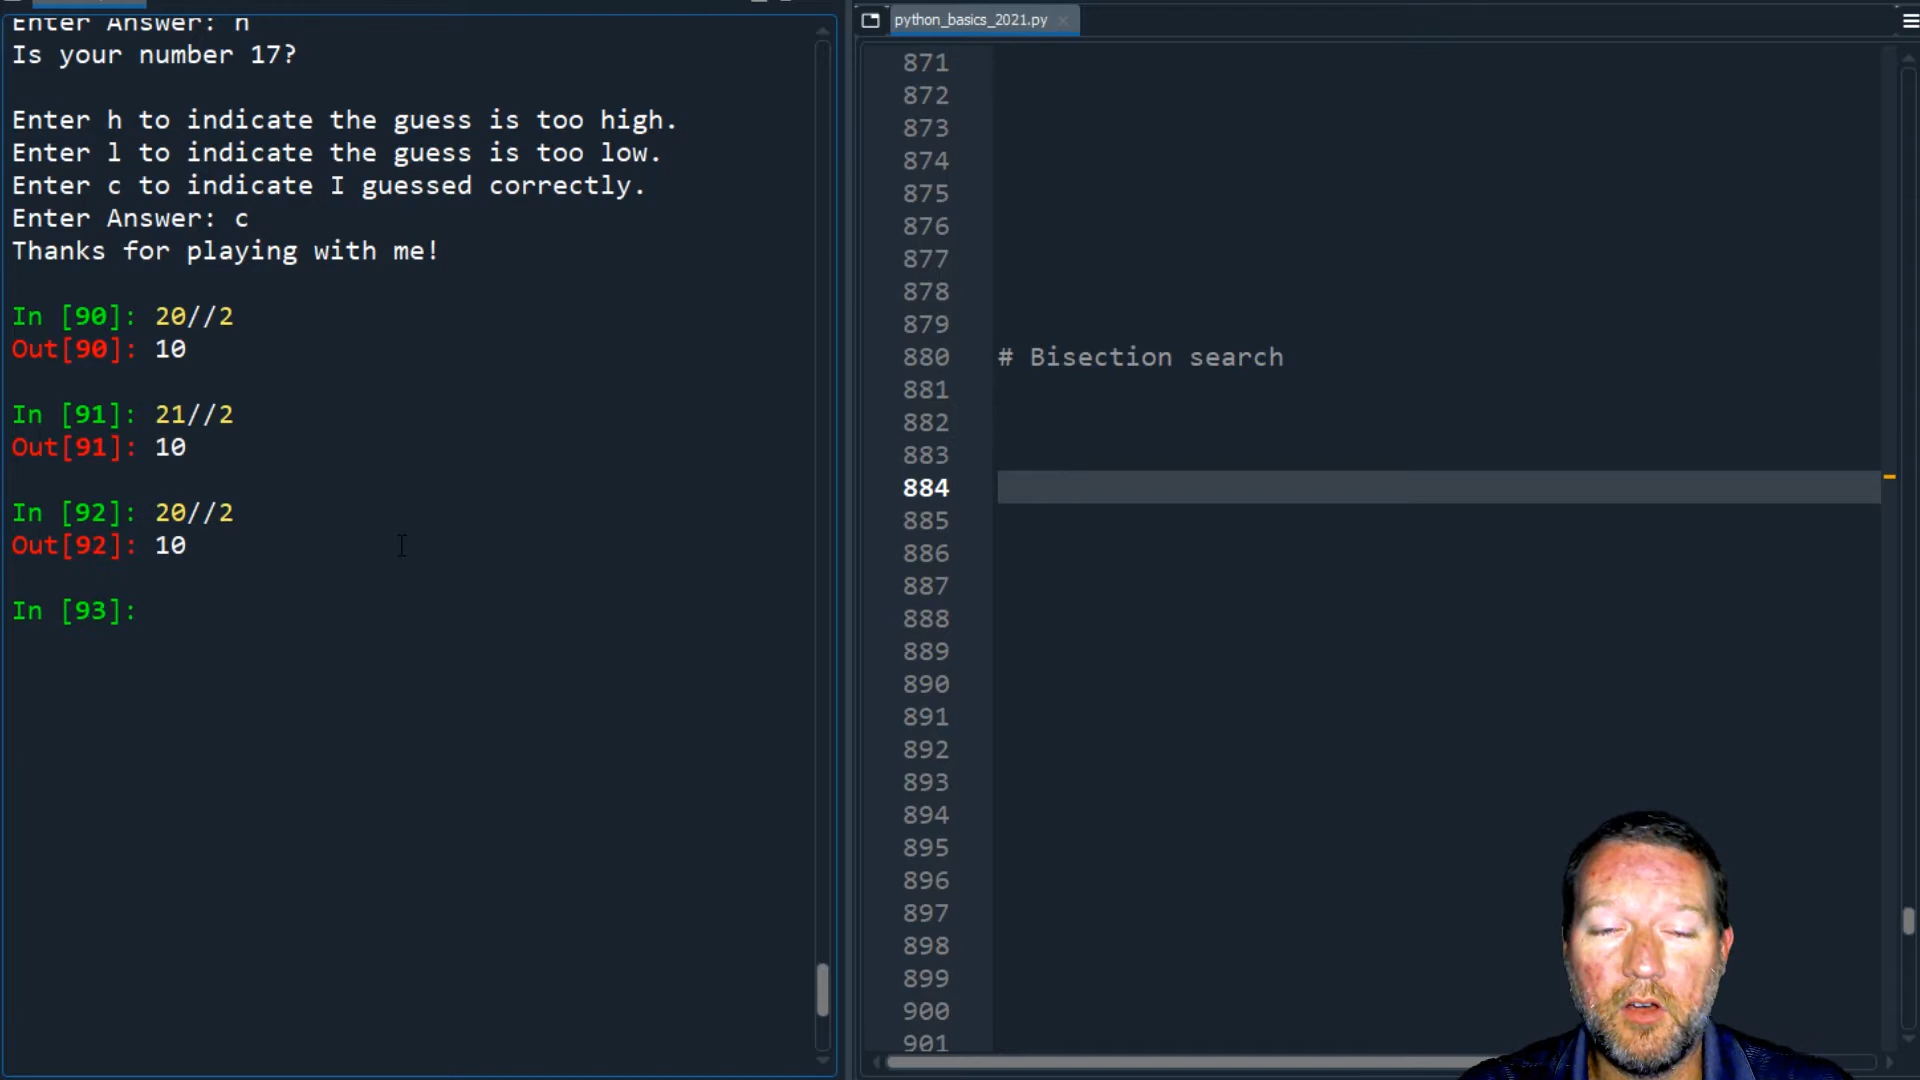 Enter Answer: h
Is your number 17?
Enter h to indicate the guess is too high.
Enter l to indicate the guess is too low.
Enter c to indicate I guessed correctly.
Enter Answer: c
Thanks for playing with me!
In [90]: 20//2
Out[90]: 10
In [91]: 21//2
Out[91]: 10
In [92]: 20//2
Out[92]: 10
In [93]:
python_basics_2021.py
871
872
873
874
875
876
877
878
879
880 # Bisection search
881
882
883
884
885
886
887
888
889
890
891
892
893
894
895
896
897
898
899
900
901